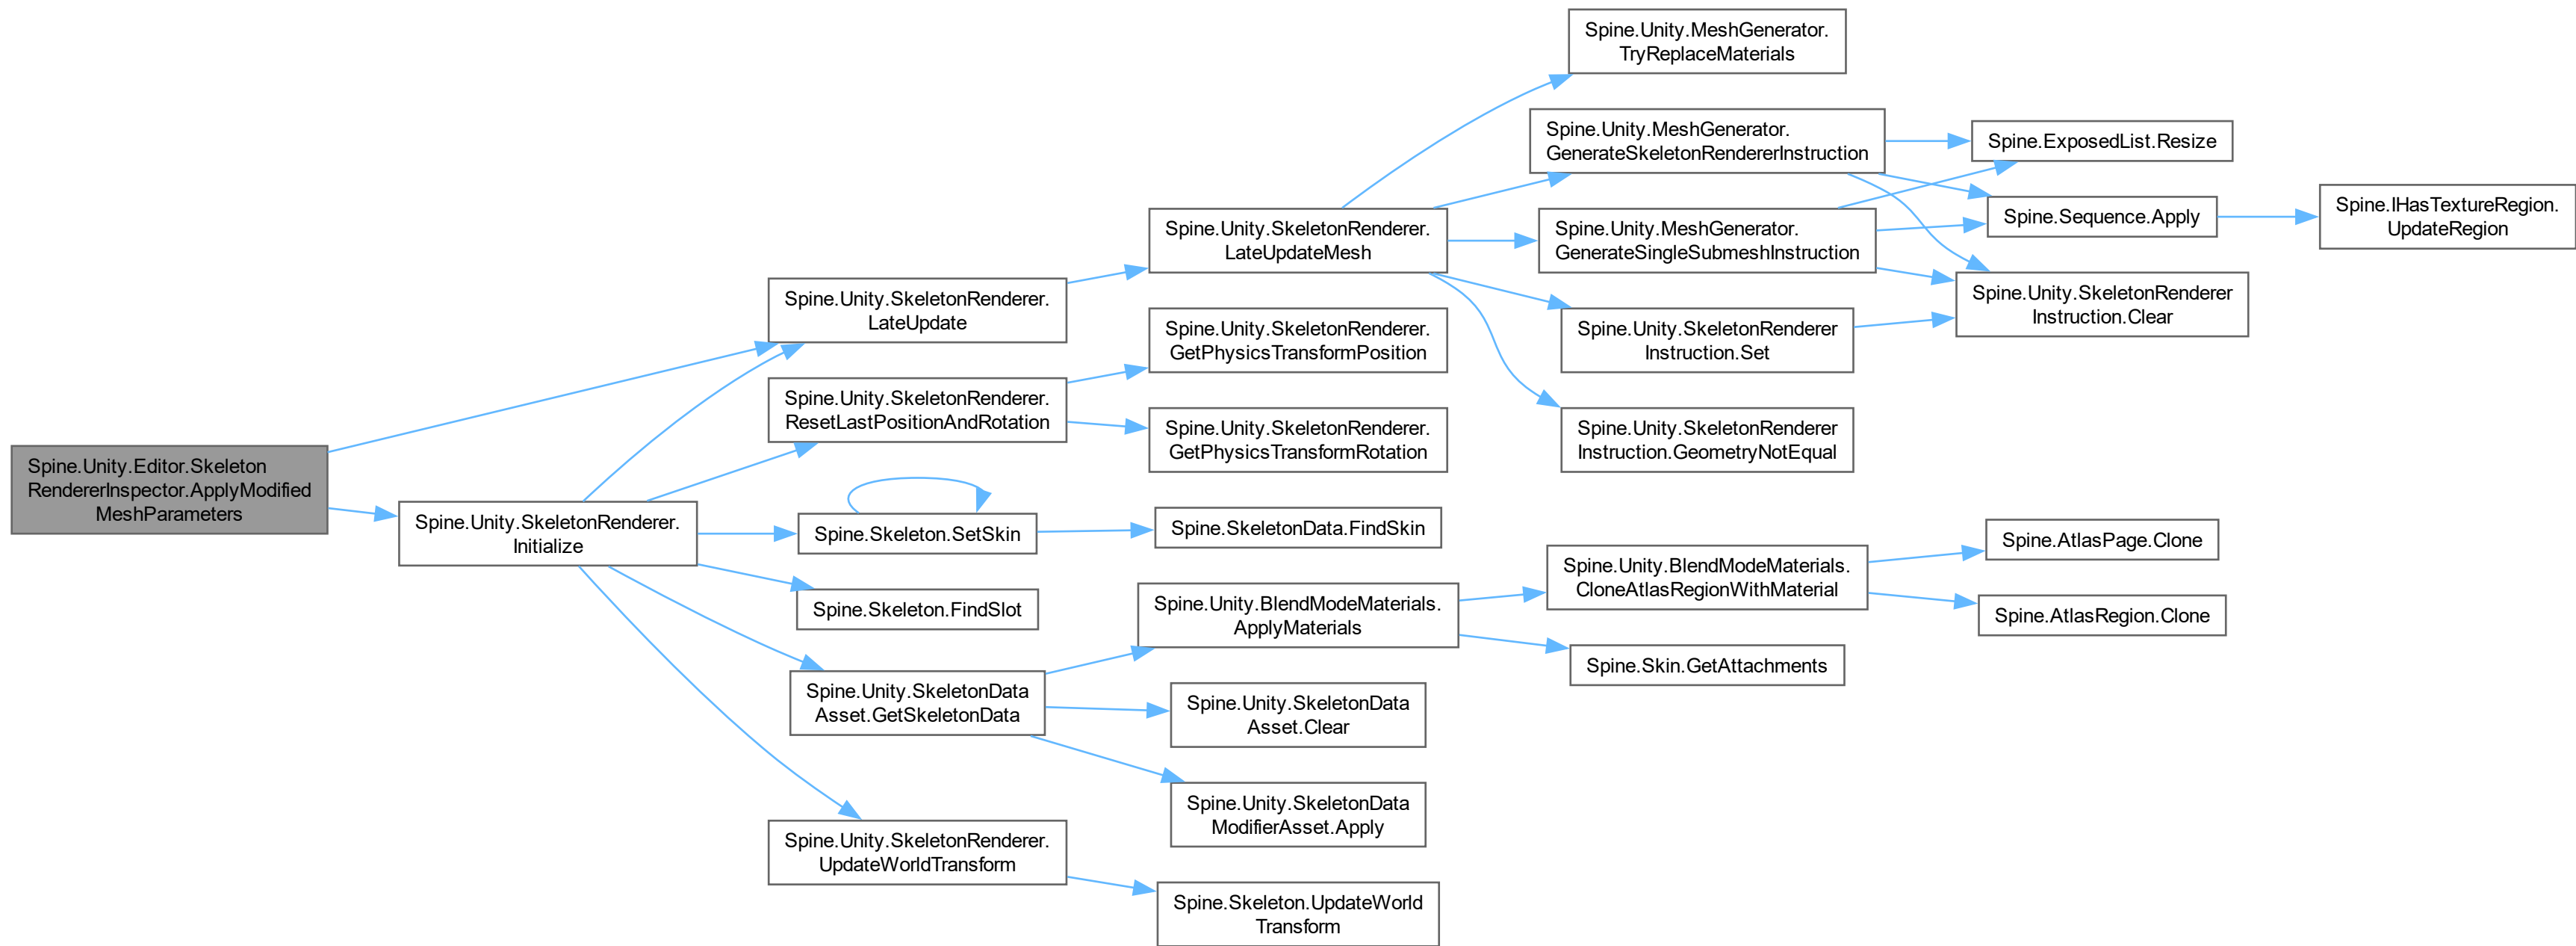 Spine.Unity.Editor.Skeleton
RendererInspector.ApplyModified
MeshParameters
Spine.Unity.SkeletonRenderer.
Initialize
Spine.Unity.SkeletonRenderer.
LateUpdate
Spine.Unity.SkeletonRenderer.
ResetLastPositionAndRotation
Spine.Skeleton.SetSkin
Spine.Skeleton.FindSlot
Spine.Unity.SkeletonData
Asset.GetSkeletonData
Spine.Unity.SkeletonRenderer.
UpdateWorldTransform
Spine.Unity.SkeletonRenderer.
LateUpdateMesh
Spine.Unity.SkeletonRenderer.
GetPhysicsTransformPosition
Spine.Unity.SkeletonRenderer.
GetPhysicsTransformRotation
Spine.SkeletonData.FindSkin
Spine.Unity.BlendModeMaterials.
ApplyMaterials
Spine.Unity.SkeletonData
Asset.Clear
Spine.Unity.SkeletonData
ModifierAsset.Apply
Spine.Skeleton.UpdateWorld
Transform
Spine.Unity.MeshGenerator.
TryReplaceMaterials
Spine.Unity.MeshGenerator.
GenerateSkeletonRendererInstruction
Spine.Unity.MeshGenerator.
GenerateSingleSubmeshInstruction
Spine.Unity.SkeletonRenderer
Instruction.Set
Spine.Unity.SkeletonRenderer
Instruction.GeometryNotEqual
Spine.Unity.BlendModeMaterials.
CloneAtlasRegionWithMaterial
Spine.Skin.GetAttachments
Spine.ExposedList.Resize
Spine.Sequence.Apply
Spine.Unity.SkeletonRenderer
Instruction.Clear
Spine.AtlasPage.Clone
Spine.AtlasRegion.Clone
Spine.IHasTextureRegion.
UpdateRegion